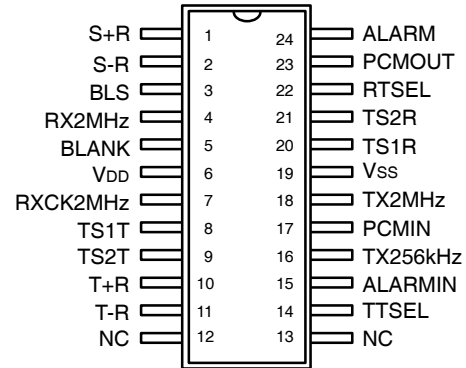 S+R 1 24 ALARM
S-R 2 23 PCMOUT
BLS 3 22 RTSEL
RX2MHz 4 21 TS2R
BLANK 5 20 TS1R
VDD 6 19 VSS
RXCK2MHz 7 18 TX2MHz
TS1T 8 17 PCMIN
TS2T 9 16 TX256kHz
T+R 10 15 ALARMIN
T-R 11 14 TTSEL
NC 12 13 NC